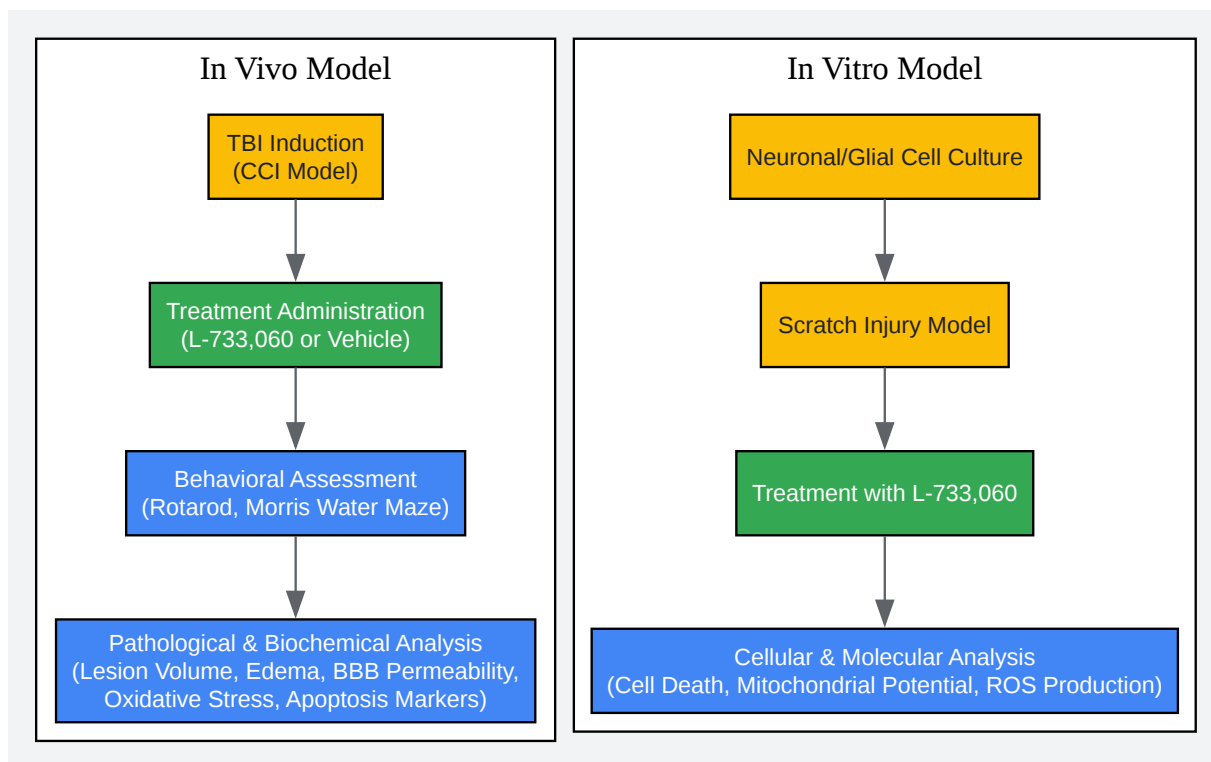 In Vivo Model
TBI Induction
(CCI Model)
Treatment Administration
(L-733,060 or Vehicle)
Behavioral Assessment
(Rotarod, Morris Water Maze)
Pathological & Biochemical Analysis
(Lesion Volume, Edema, BBB Permeability,
Oxidative Stress, Apoptosis Markers)
In Vitro Model
Neuronal/Glial Cell Culture
Scratch Injury Model
Treatment with L-733,060
Cellular & Molecular Analysis
(Cell Death, Mitochondrial Potential, ROS Production)